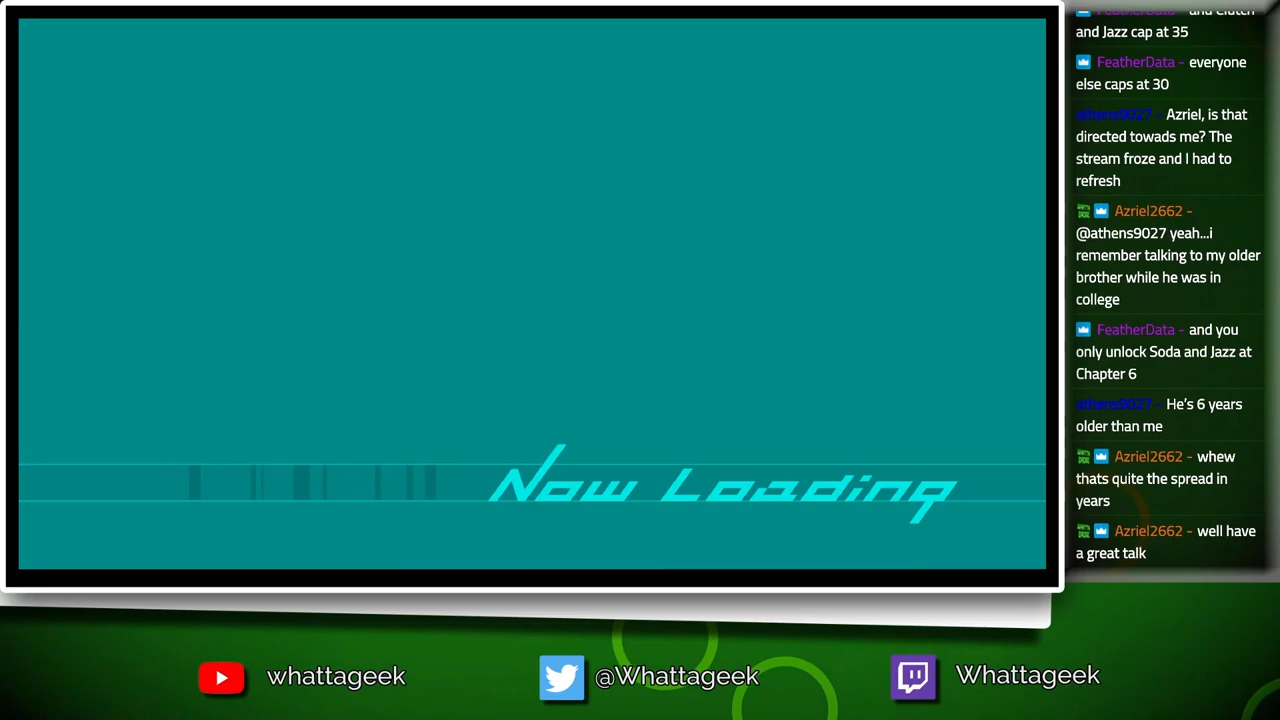 Now Loading
FeatherData - and Clutch
and Jazz cap at 35
FeatherData - everyone
else caps at 30
athens9027 - Azriel, is that
directed towads me? The
stream froze and I had to
refresh
Azriel2662 -
@athens9027 yeah...i
remember talking to my older
brother while he was in
college
FeatherData - and you
only unlock Soda and Jazz at
Chapter 6
athens9027 - He's 6 years
older than me
Azriel2662 - whew
thats quite the spread in
years
Azriel2662 - well have
a great talk
whattageek
@Whattageek
Whattageek